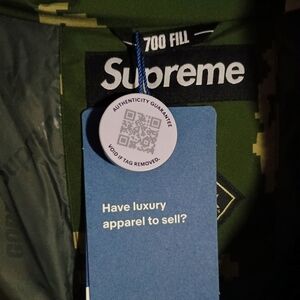 700 FILL
Supreme
AUTHENTICITY GUARANTEE
VOID IF TAG REMOVED.
Have luxury
apparel to sell?